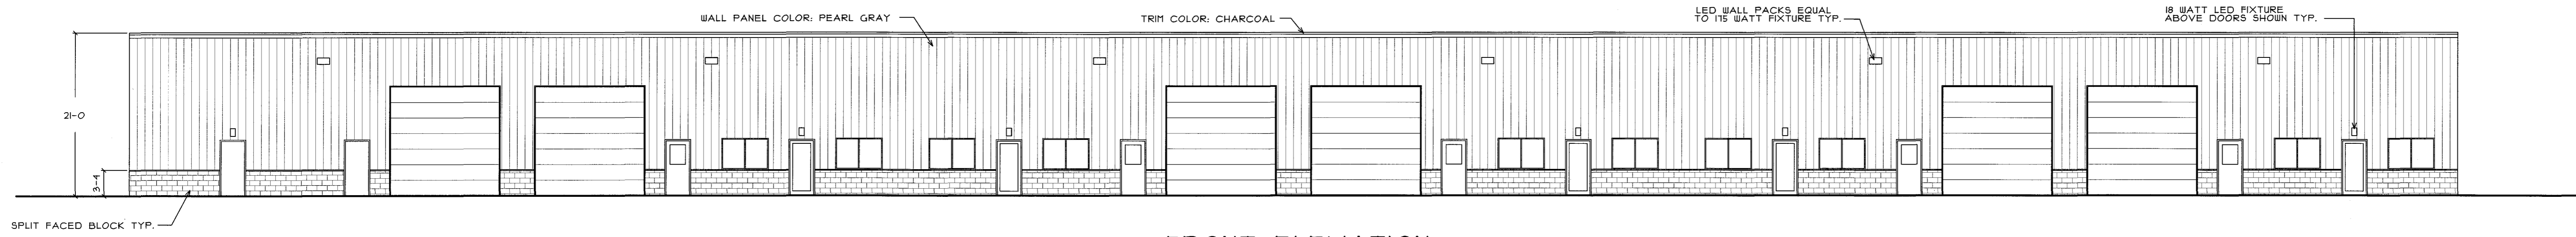 WALL PANEL COLOR: PEARL GRAY
TRIM COLOR: CHARCOAL
LED WALL PACKS EQUAL
TO 175 WATT FIXTURE TYP.
18 WATT LED FIXTURE
ABOVE DOORS SHOWN TYP.
21-0
3-4
SPLIT FACED BLOCK TYP.